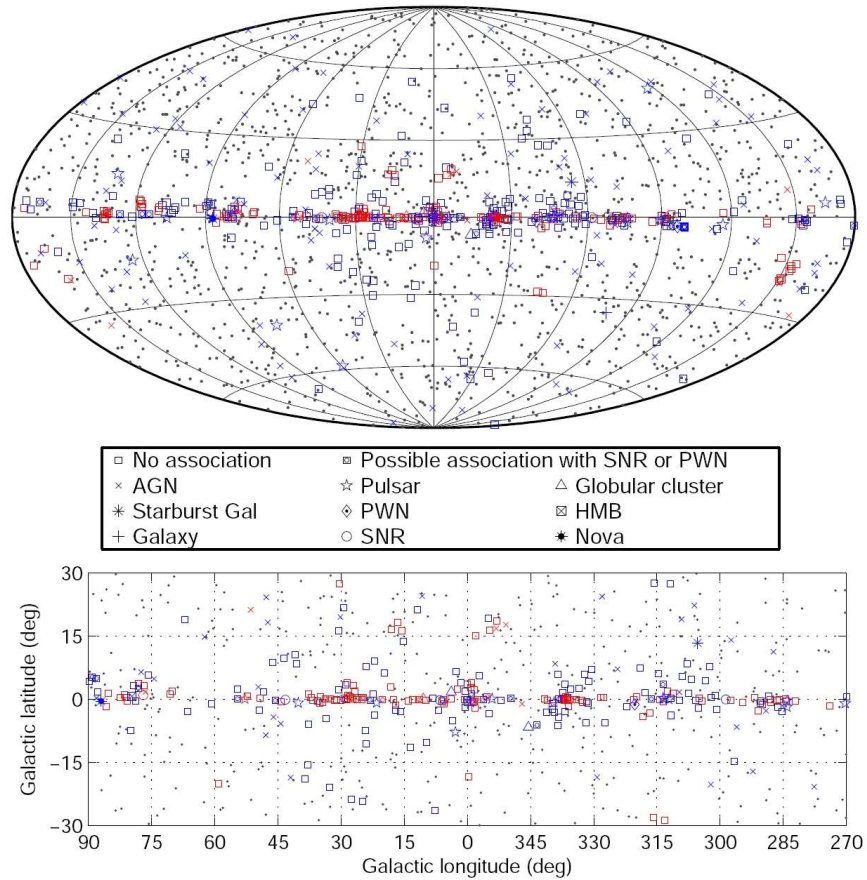 No association
Possible association with SNR or PWN
AGN
Pulsar
Globular cluster
Starburst Gal
PWN
HMB
Galaxy
SNR
Nova
30
15
0
−15
−30
Galactic latitude (deg)
90 75 60 45 30 15 0 345 330 315 300 285 270
Galactic longitude (deg)